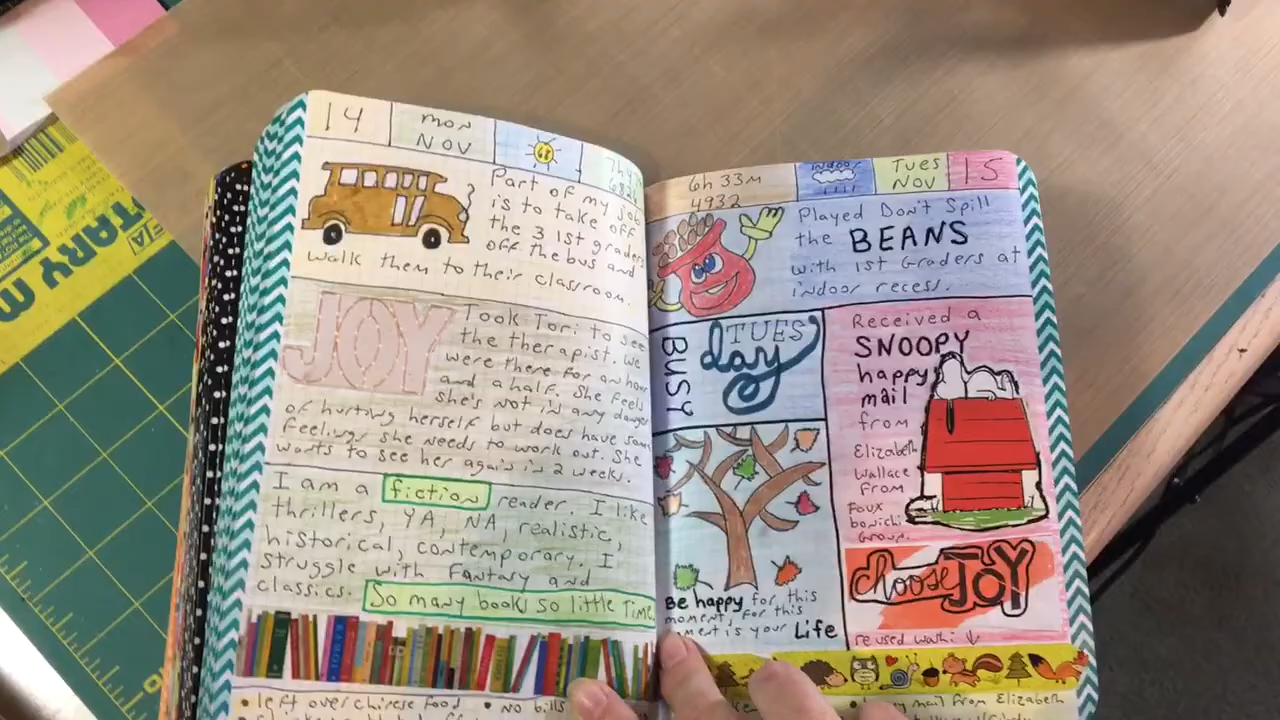 14
mon
NOV
68
Part of my job
is to take off
the 3 1st graders
off the bus and
walk them to their classroom.
JOY
Took Tori to see
the therapist. We
were there for an hour
and a half. She feels
she's not in any danger
of hurting herself but does have some
feelings she needs to work out. She
wants to see her again in 2 weeks.
I am a fiction reader. I like
thrillers, YA, NA, realistic,
historical, contemporary. I
struggle with Fantasy and
classics. So many books so little Time.
left over chinese food
NO bills
6h 33m
4932
indoor
Tues
Nov
15
Played Don't Spill
the BEANS
with 1st Graders at
indoor recess.
BUSY
TUES
day
Received a
SNOOPY
happy
mail
from
Elizabeth
Wallace
From
Faux
bonichi
Group.
choose JOY
Be happy for this
moment, for this
moment is your Life
reused washi
mail from Elizabeth